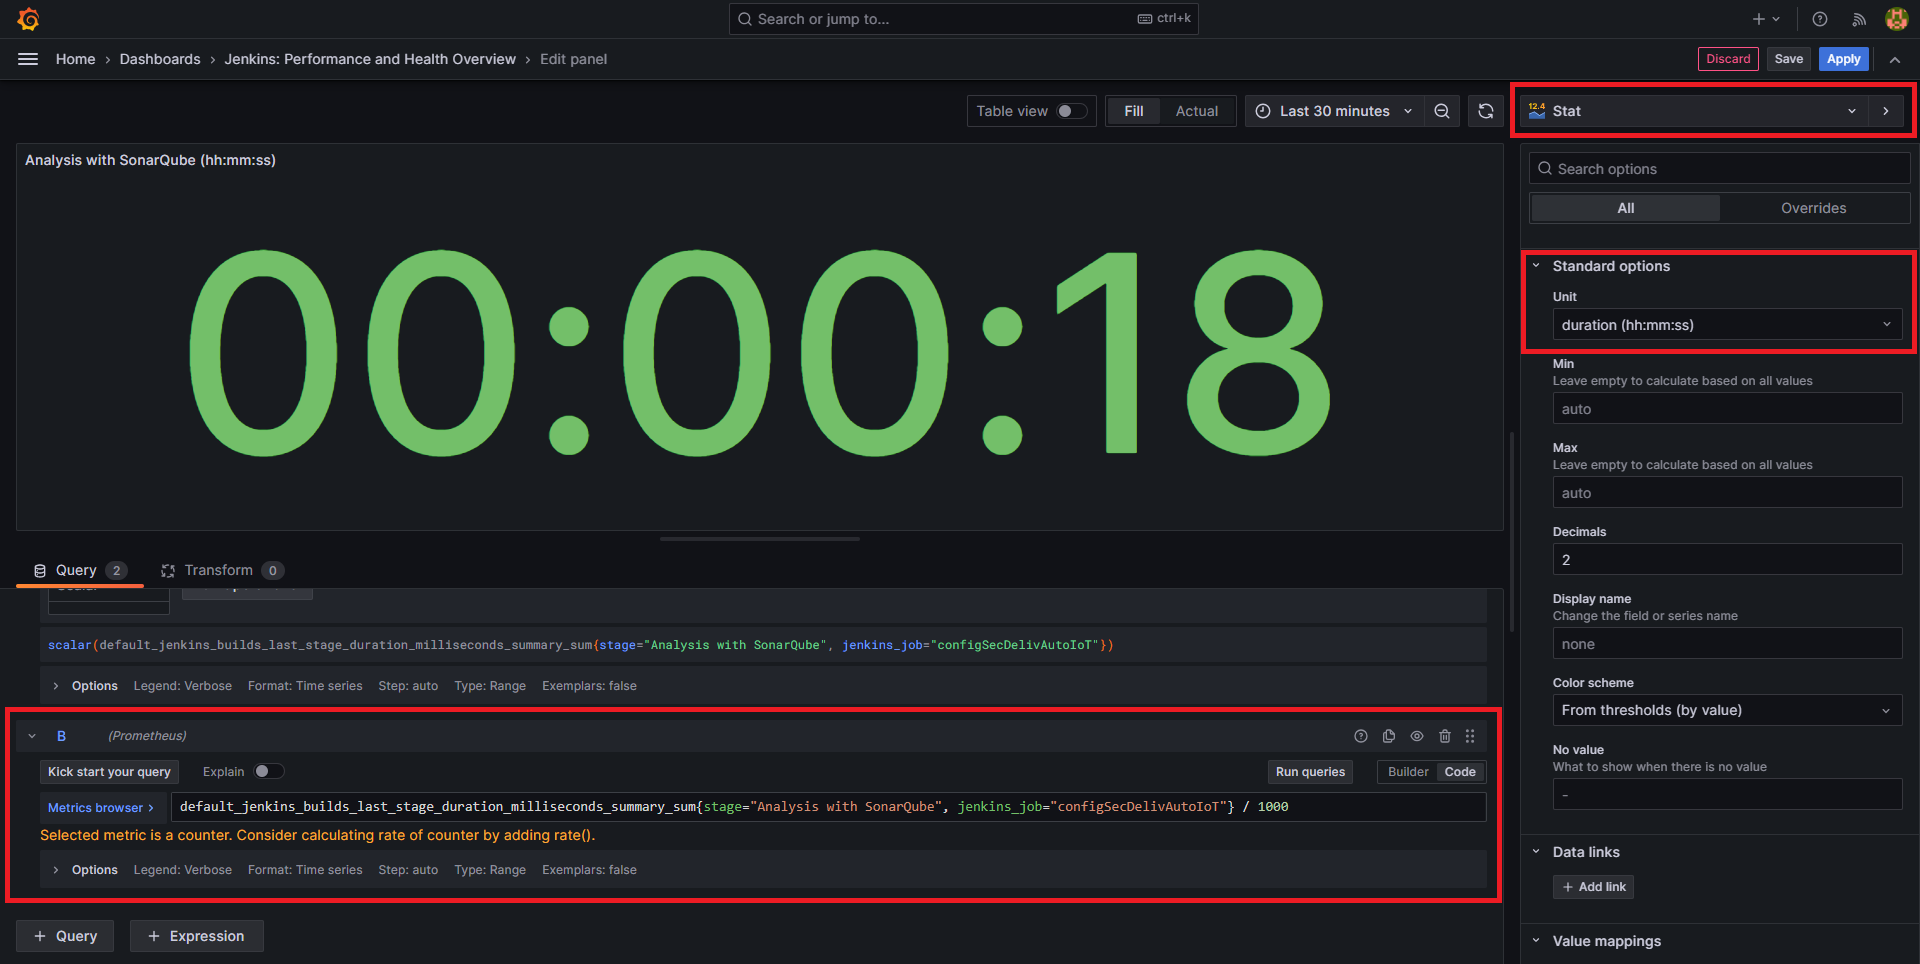 Search or jump to...
ctrl+k
Home › Dashboards › Jenkins: Performance and Health Overview › Edit panel
Discard
Save
Apply
Table view
Fill
Actual
Last 30 minutes
12.4
Stat
Analysis with SonarQube (hh:mm:ss)
00:00:18
Search options
All
Overrides
Standard options
Unit
duration (hh:mm:ss)
Min
Leave empty to calculate based on all values
auto
Max
Leave empty to calculate based on all values
auto
Decimals
2
Display name
Change the field or series name
none
Color scheme
From thresholds (by value)
No value
What to show when there is no value
-
Data links
+ Add link
Value mappings
Query 2
Transform 0
scalar(default_jenkins_builds_last_stage_duration_milliseconds_summary_sum{stage="Analysis with SonarQube", jenkins_job="configSecDelivAutoIoT"})
Options Legend: Verbose Format: Time series Step: auto Type: Range Exemplars: false
B (Prometheus)
Kick start your query
Explain
Run queries
Builder
Code
Metrics browser >
default_jenkins_builds_last_stage_duration_milliseconds_summary_sum{stage="Analysis with SonarQube", jenkins_job="configSecDelivAutoIoT"} / 1000
Selected metric is a counter. Consider calculating rate of counter by adding rate().
Options Legend: Verbose Format: Time series Step: auto Type: Range Exemplars: false
+ Query
+ Expression